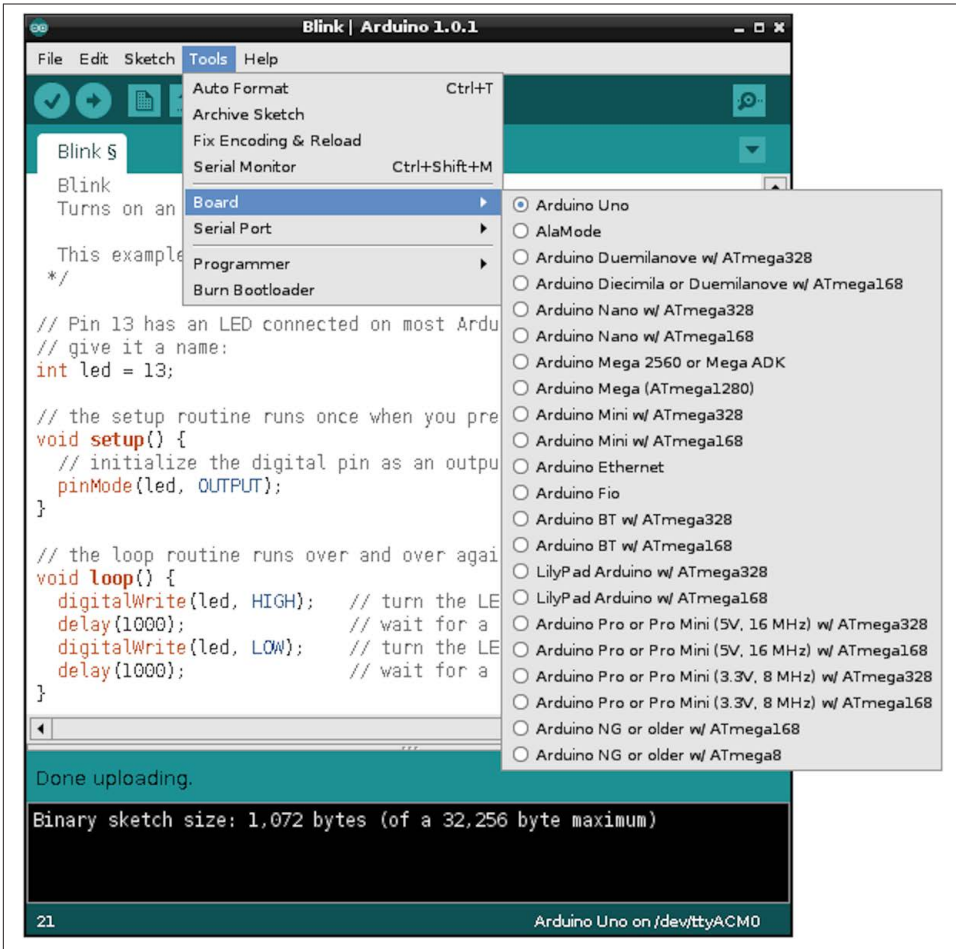 Blink | Arduino 1.0.1
File Edit Sketch Tools Help
Auto Format Ctrl+T
Archive Sketch
Fix Encoding & Reload
Serial Monitor Ctrl+Shift+M
Board
Serial Port
Programmer
Burn Bootloader
Arduino Uno
AlaMode
Arduino Duemilanove w/ ATmega328
Arduino Diecimila or Duemilanove w/ ATmega168
Arduino Nano w/ ATmega328
Arduino Nano w/ ATmega168
Arduino Mega 2560 or Mega ADK
Arduino Mega (ATmega1280)
Arduino Mini w/ ATmega328
Arduino Mini w/ ATmega168
Arduino Ethernet
Arduino Fio
Arduino BT w/ ATmega328
Arduino BT w/ ATmega168
LilyPad Arduino w/ ATmega328
LilyPad Arduino w/ ATmega168
Arduino Pro or Pro Mini (5V, 16 MHz) w/ ATmega328
Arduino Pro or Pro Mini (5V, 16 MHz) w/ ATmega168
Arduino Pro or Pro Mini (3.3V, 8 MHz) w/ ATmega328
Arduino Pro or Pro Mini (3.3V, 8 MHz) w/ ATmega168
Arduino NG or older w/ ATmega168
Arduino NG or older w/ ATmega8
Blink §
Blink
Turns on an
This example
*/
// Pin 13 has an LED connected on most Ardu
// give it a name:
int led = 13;
// the setup routine runs once when you pre
void setup() {
// initialize the digital pin as an outpu
pinMode(led, OUTPUT);
}
// the loop routine runs over and over agai
void loop() {
digitalWrite(led, HIGH); // turn the LE
delay(1000); // wait for a
digitalWrite(led, LOW); // turn the LE
delay(1000); // wait for a
}
Done uploading.
Binary sketch size: 1,072 bytes (of a 32,256 byte maximum)
21 Arduino Uno on /dev/ttyACM0